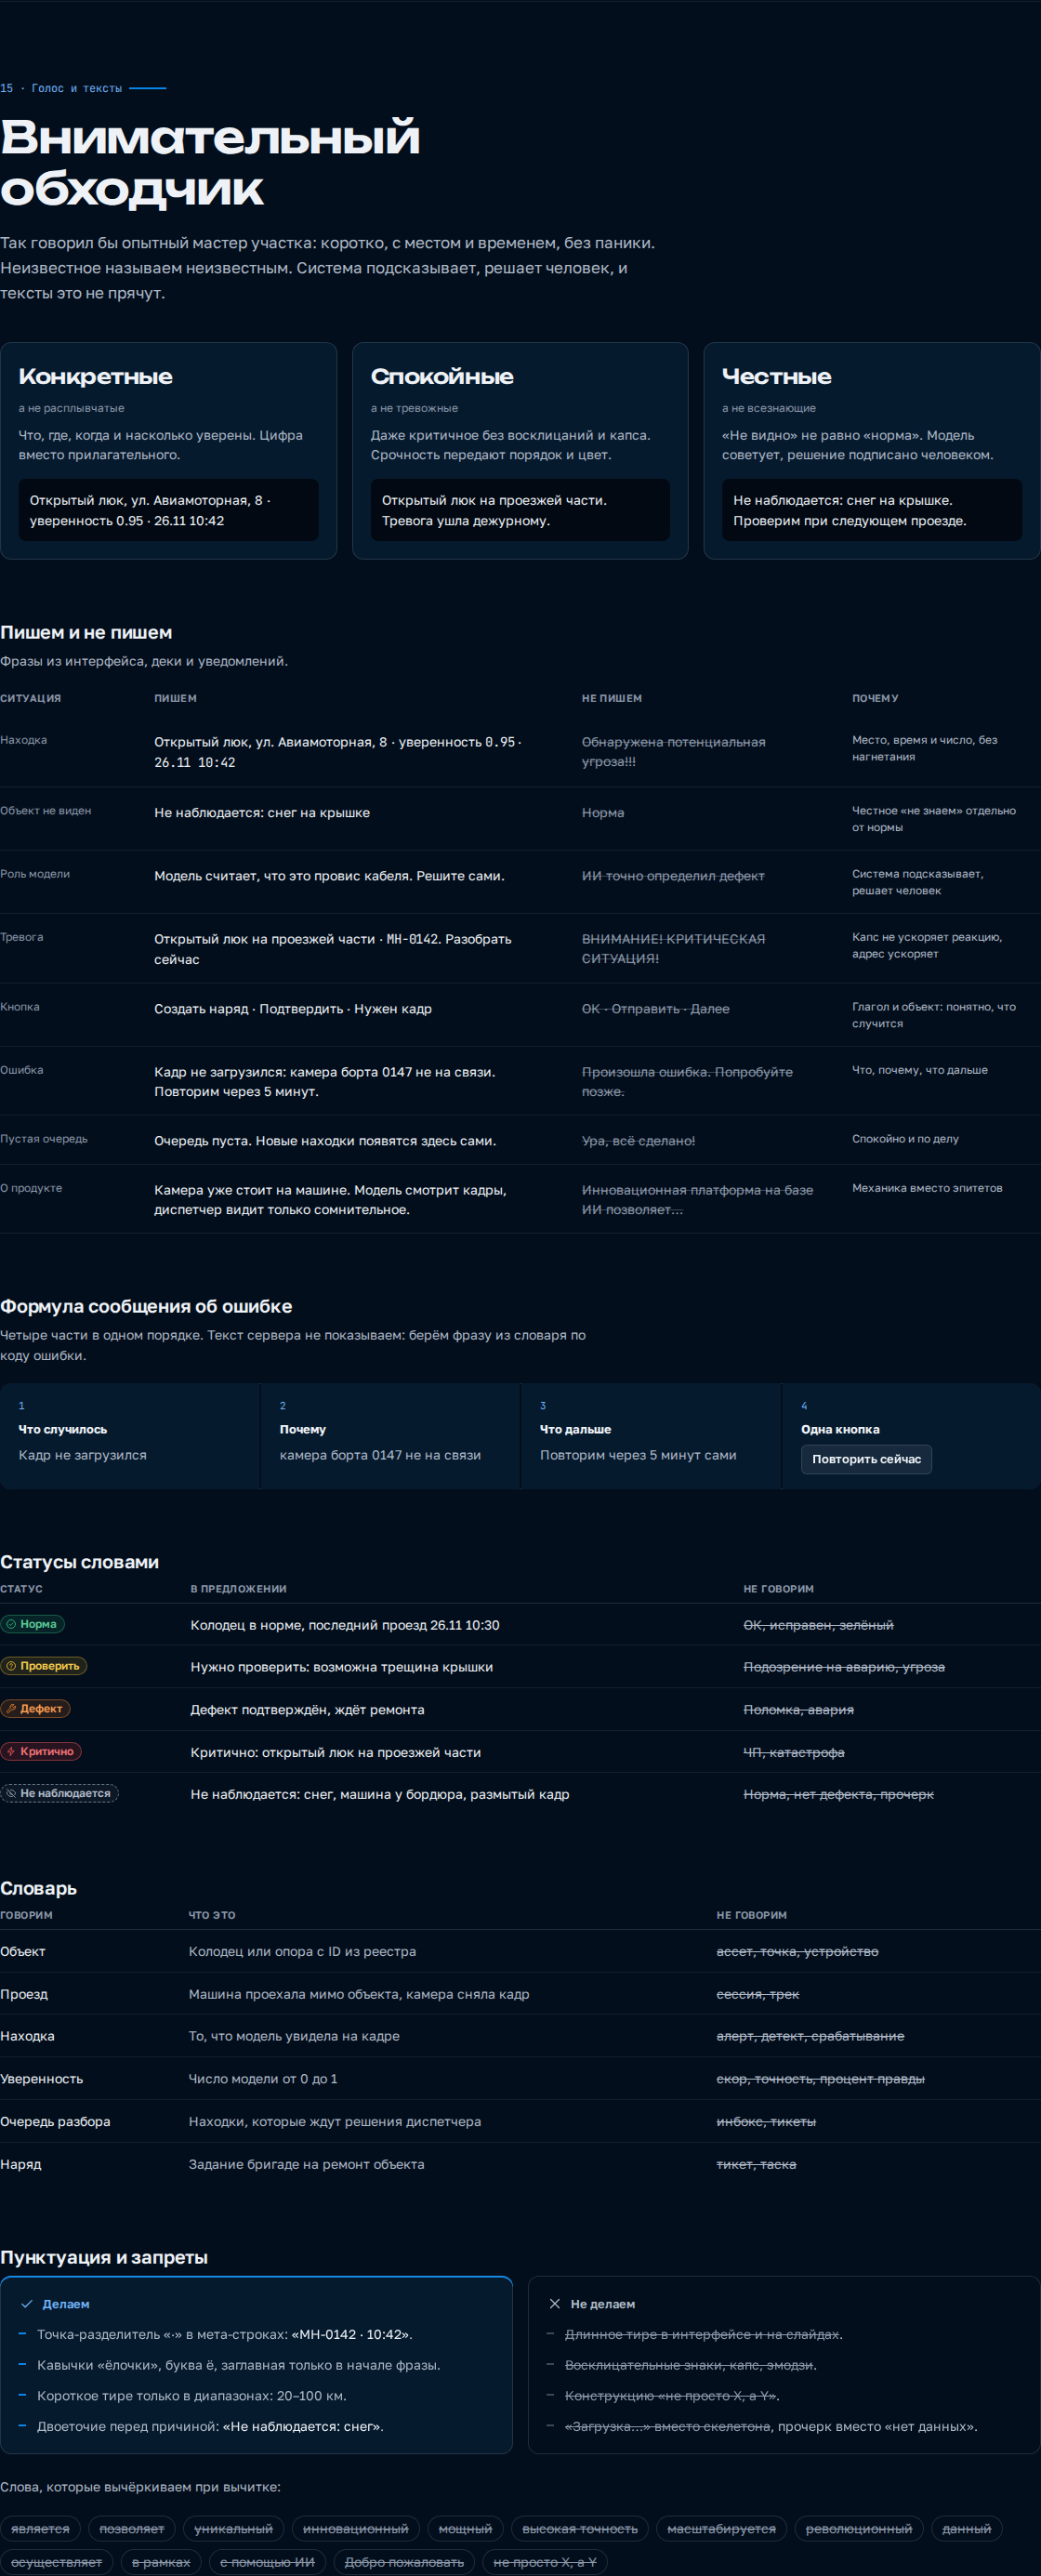 15 · Голос и тексты
Внимательный
обходчик
Так говорил бы опытный мастер участка: коротко, с местом и временем, без паники.
Неизвестное называем неизвестным. Система подсказывает, решает человек, и
тексты это не прячут.
Конкретные
а не расплывчатые
Что, где, когда и насколько уверены. Цифра
вместо прилагательного.
Открытый люк, ул. Авиамоторная, 8 ·
уверенность 0.95 · 26.11 10:42
Спокойные
а не тревожные
Даже критичное без восклицаний и капса.
Срочность передают порядок и цвет.
Открытый люк на проезжей части.
Тревога ушла дежурному.
Честные
а не всезнающие
«Не видно» не равно «норма». Модель
советует, решение подписано человеком.
Не наблюдается: снег на крышке.
Проверим при следующем проезде.
Пишем и не пишем
Фразы из интерфейса, деки и уведомлений.
СИТУАЦИЯ ПИШЕМ НЕ ПИШЕМ ПОЧЕМУ
Находка
Открытый люк, ул. Авиамоторная, 8 · уверенность 0.95 ·
26.11 10:42
Обнаружена потенциальная
угроза!!!
Место, время и число, без
нагнетания
Объект не виден
Не наблюдается: снег на крышке
Норма
Честное «не знаем» отдельно
от нормы
Роль модели
Модель считает, что это провис кабеля. Решите сами.
ИИ точно определил дефект
Система подсказывает,
решает человек
Тревога
Открытый люк на проезжей части · МН-0142. Разобрать
сейчас
ВНИМАНИЕ! КРИТИЧЕСКАЯ
СИТУАЦИЯ!
Капс не ускоряет реакцию,
адрес ускоряет
Кнопка
Создать наряд · Подтвердить · Нужен кадр
ОК · Отправить · Далее
Глагол и объект: понятно, что
случится
Ошибка
Кадр не загрузился: камера борта 0147 не на связи.
Повторим через 5 минут.
Произошла ошибка. Попробуйте
позже.
Что, почему, что дальше
Пустая очередь
Очередь пуста. Новые находки появятся здесь сами.
Ура, всё сделано!
Спокойно и по делу
О продукте
Камера уже стоит на машине. Модель смотрит кадры,
диспетчер видит только сомнительное.
Инновационная платформа на базе
ИИ позволяет…
Механика вместо эпитетов
Формула сообщения об ошибке
Четыре части в одном порядке. Текст сервера не показываем: берём фразу из словаря по
коду ошибки.
1
Что случилось
Кадр не загрузился
2
Почему
камера борта 0147 не на связи
3
Что дальше
Повторим через 5 минут сами
4
Одна кнопка
Повторить сейчас
Статусы словами
СТАТУС В ПРЕДЛОЖЕНИИ НЕ ГОВОРИМ
Норма Колодец в норме, последний проезд 26.11 10:30 ОК, исправен, зелёный
Проверить Нужно проверить: возможна трещина крышки Подозрение на аварию, угроза
Дефект Дефект подтверждён, ждёт ремонта Поломка, авария
Критично Критично: открытый люк на проезжей части ЧП, катастрофа
Не наблюдается Не наблюдается: снег, машина у бордюра, размытый кадр Норма, нет дефекта, прочерк
Словарь
ГОВОРИМ ЧТО ЭТО НЕ ГОВОРИМ
Объект Колодец или опора с ID из реестра ассет, точка, устройство
Проезд Машина проехала мимо объекта, камера сняла кадр сессия, трек
Находка То, что модель увидела на кадре алерт, детект, срабатывание
Уверенность Число модели от 0 до 1 скор, точность, процент правды
Очередь разбора Находки, которые ждут решения диспетчера инбокс, тикеты
Наряд Задание бригаде на ремонт объекта тикет, таска
Пунктуация и запреты
Делаем
Точка-разделитель «·» в мета-строках: «МН-0142 · 10:42».
Кавычки «ёлочки», буква ё, заглавная только в начале фразы.
Короткое тире только в диапазонах: 20–100 км.
Двоеточие перед причиной: «Не наблюдается: снег».
Не делаем
Длинное тире в интерфейсе и на слайдах.
Восклицательные знаки, капс, эмодзи.
Конструкцию «не просто X, а Y».
«Загрузка…» вместо скелетона, прочерк вместо «нет данных».
Слова, которые вычёркиваем при вычитке:
является позволяет уникальный инновационный мощный высокая точность масштабируется революционный данный
осуществляет в рамках с помощью ИИ Добро пожаловать не просто X, а Y